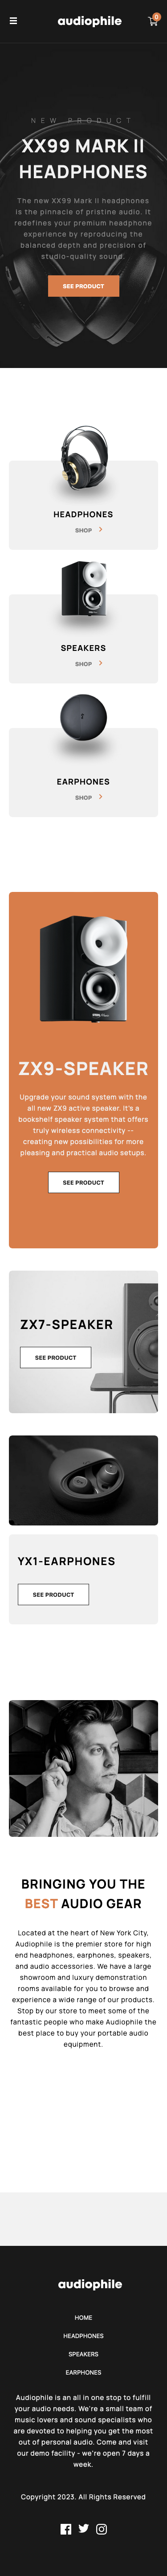 audiophile
0
NEW PRODUCT
XX99 MARK II
HEADPHONES
The new XX99 Mark II headphones
is the pinnacle of pristine audio. It
redefines your premium headphone
experience by reproducing the
balanced depth and precision of
studio-quality sound.
SEE PRODUCT
HEADPHONES
SHOP
SPEAKERS
SHOP
EARPHONES
SHOP
ZX9-SPEAKER
Upgrade your sound system with the
all new ZX9 active speaker. It's a
bookshelf speaker system that offers
truly wireless connectivity --
creating new possibilities for more
pleasing and practical audio setups.
SEE PRODUCT
ZX7-SPEAKER
SEE PRODUCT
YX1-EARPHONES
SEE PRODUCT
BRINGING YOU THE
BEST AUDIO GEAR
Located at the heart of New York City,
Audiophile is the premier store for high
end headphones, earphones, speakers,
and audio accessories. We have a large
showroom and luxury demonstration
rooms available for you to browse and
experience a wide range of our products.
Stop by our store to meet some of the
fantastic people who make Audiophile the
best place to buy your portable audio
equipment.
audiophile
HOME
HEADPHONES
SPEAKERS
EARPHONES
Audiophile is an all in one stop to fulfill
your audio needs. We're a small team of
music lovers and sound specialists who
are devoted to helping you get the most
out of personal audio. Come and visit
our demo facility - we're open 7 days a
week.
Copyright 2023. All Rights Reserved